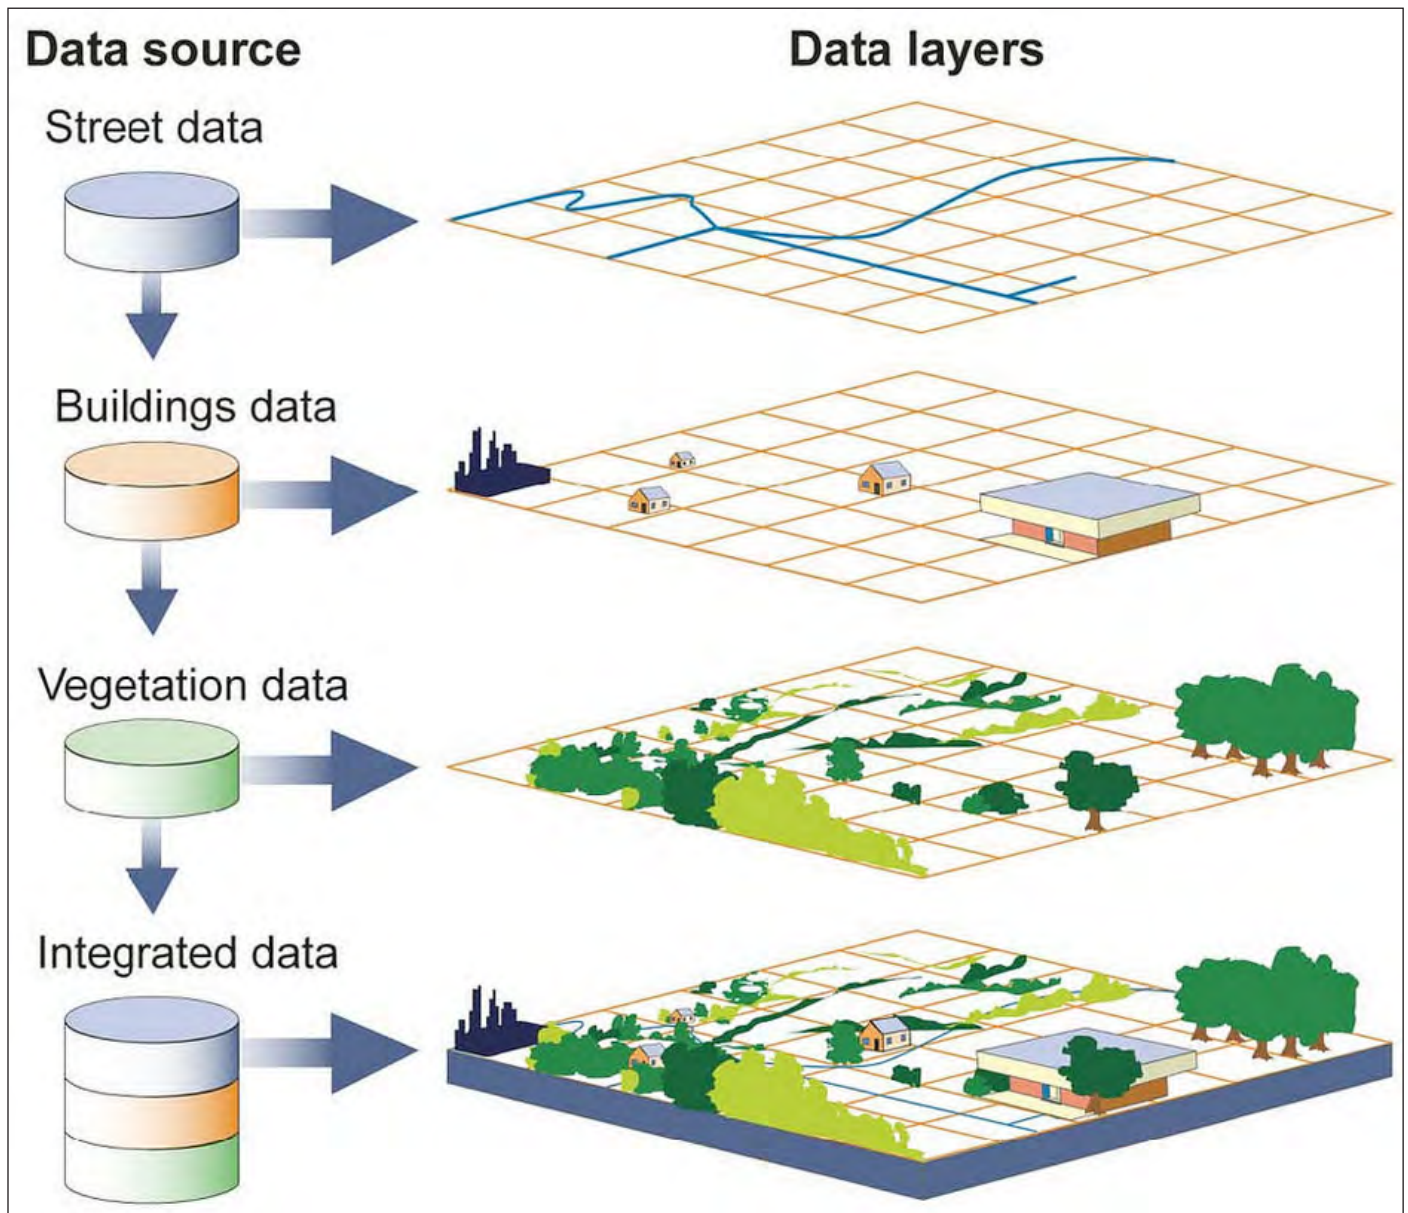 Data source
Data layers
Street data
Buildings data
Vegetation data
Integrated data